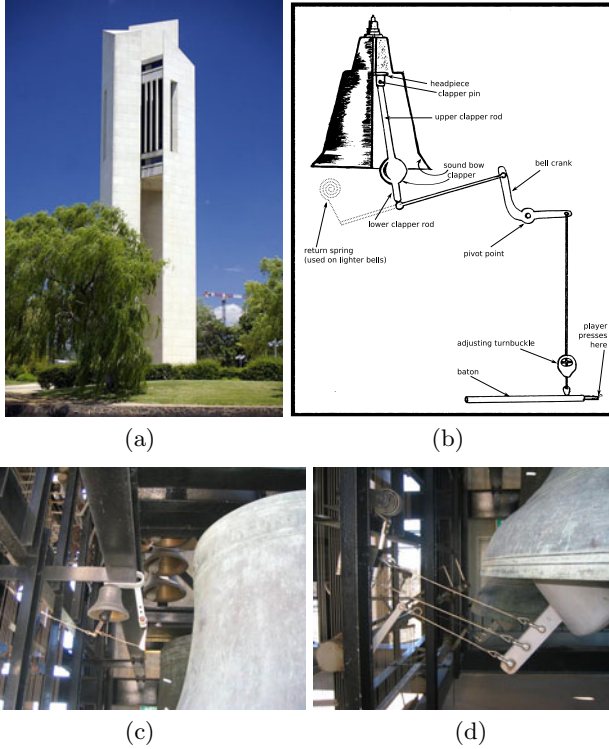 headpiece
clapper pin
upper clapper rod
sound bow
clapper
bell crank
lower clapper rod
return spring
(used on lighter bells)
pivot point
player
presses
here
adjusting turnbuckle
baton
(a)
(b)
(c)
(d)